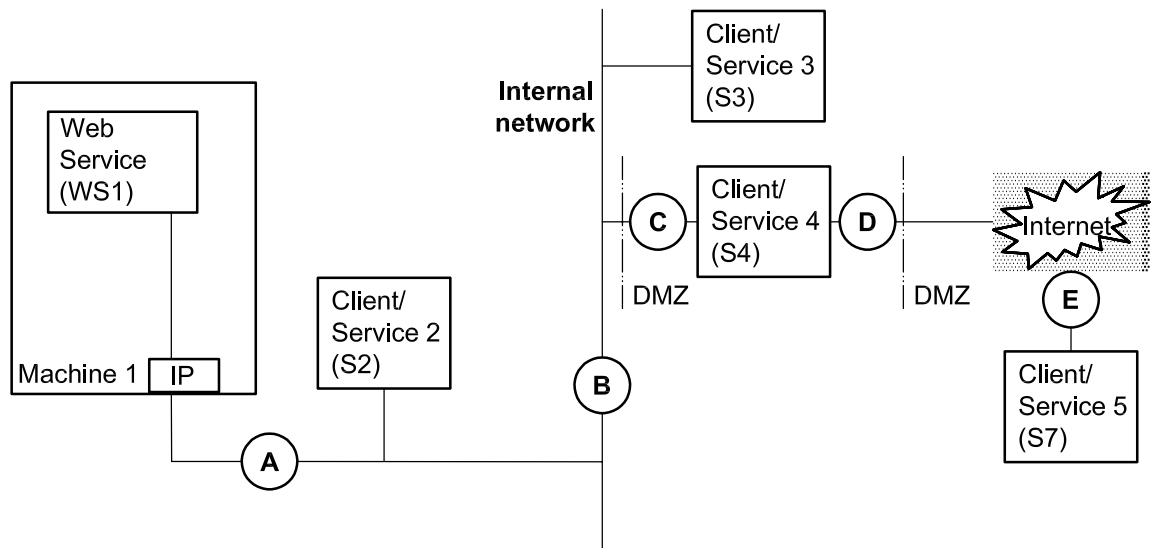 Web
Service
(WS1)
Machine 1
IP
A
Client/
Service 2
(S2)
Internal
network
B
Client/
Service 3
(S3)
C
DMZ
Client/
Service 4
(S4)
D
DMZ
Internet
E
Client/
Service 5
(S7)